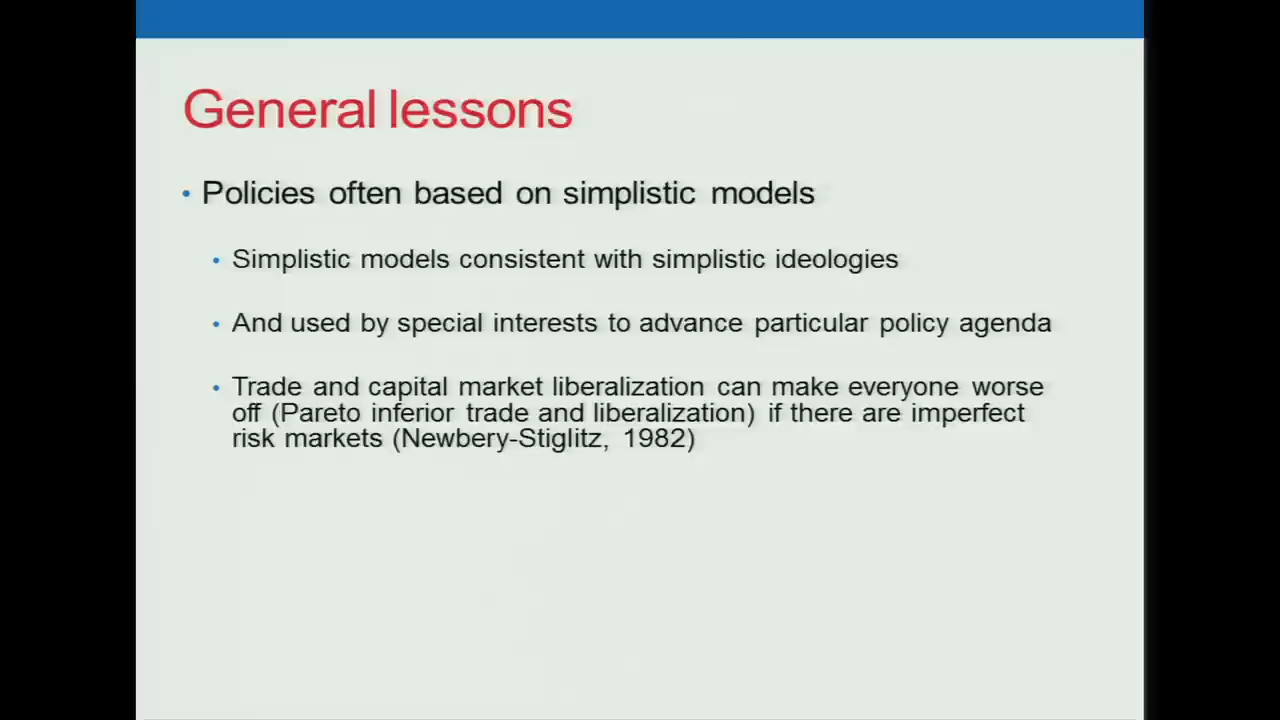 General lessons
• Policies often based on simplistic models
• Simplistic models consistent with simplistic ideologies
• And used by special interests to advance particular policy agenda
• Trade and capital market liberalization can make everyone worse
off (Pareto inferior trade and liberalization) if there are imperfect
risk markets (Newbery-Stiglitz, 1982)